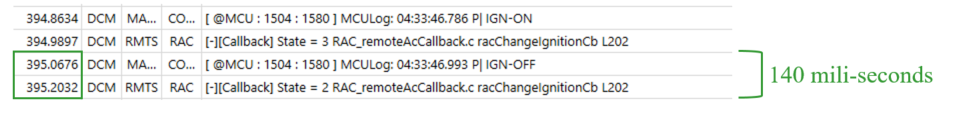 394.8634 DCM MA... CO... [ @MCU : 1504 : 1580 ] MCULog: 04:33:46.786 P| IGN-ON
394.9897 DCM RMTS RAC [-][Callback] State = 3 RAC_remoteAcCallback.c racChangeIgnitionCb L202
395.0676 DCM MA... CO... [ @MCU : 1504 : 1580 ] MCULog: 04:33:46.993 P| IGN-OFF
395.2032 DCM RMTS RAC [-][Callback] State = 2 RAC_remoteAcCallback.c racChangeIgnitionCb L202
140 mili-seconds